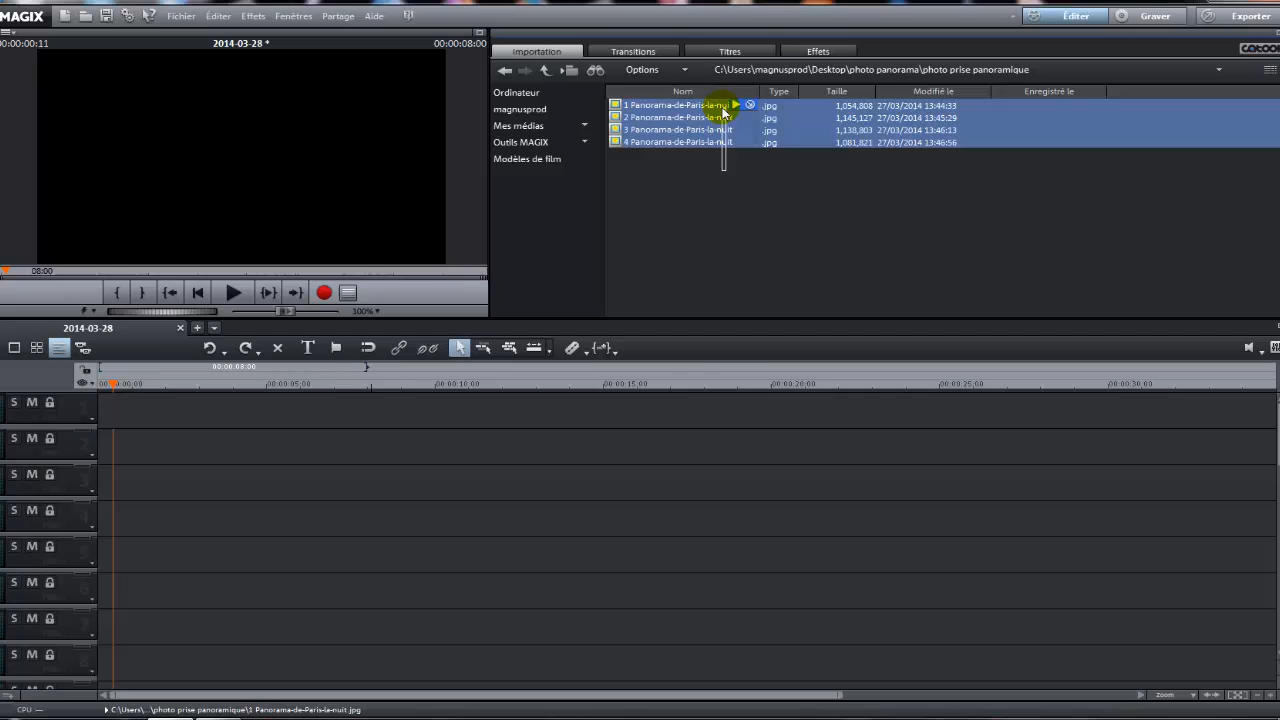 MAGIX Fichier Éditer Effets Fenêtres Partage Aide Éditer Graver Exporter
00:00:00:11 2014-03-28 * 00:00:08:00
Importation Transitions Titres Effets
Options C:\Users\magnusprod\Desktop\photo panorama\photo prise panoramique
Ordinateur
magnusprod
Mes médias
Outils MAGIX
Modèles de film
Nom Type Taille Modifié le Enregistré le
1 Panorama-de-Paris-la-nui .jpg 1,054,808 27/03/2014 13:44:33
2 Panorama-de-Paris-la-nuit .jpg 1,145,127 27/03/2014 13:45:29
3 Panorama-de-Paris-la-nuit .jpg 1,138,803 27/03/2014 13:46:13
4 Panorama-de-Paris-la-nuit .jpg 1,081,821 27/03/2014 13:46:56
08:00
100%
2014-03-28
00:00:08:00
00:00:05;00 00:00:10;00 00:00:15;00 00:00:20;00 00:00:25;00 00:00:30;00
S M
S M
S M
S M
S M
S M
S M
S M
Zoom
CPU — C:\Users\...\photo prise panoramique\1 Panorama-de-Paris-la-nuit.jpg